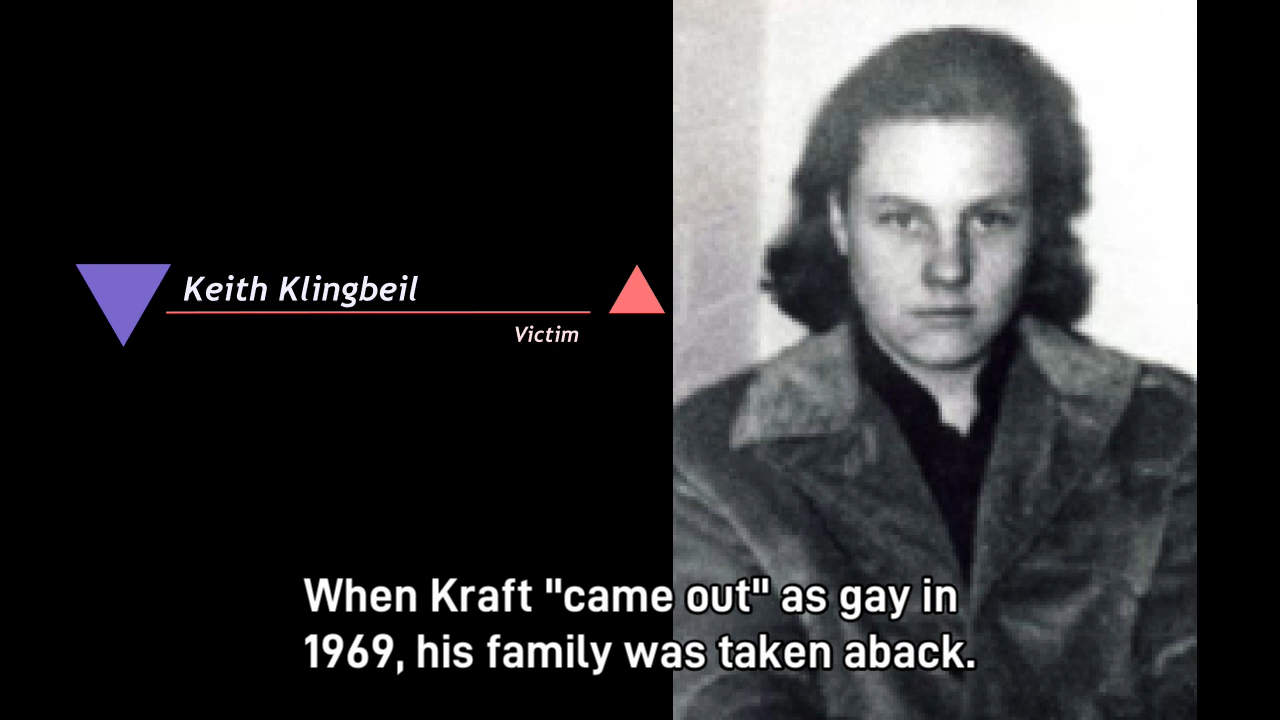 Keith Klingbeil
Victim
When Kraft "came out" as gay in
1969, his family was taken aback.